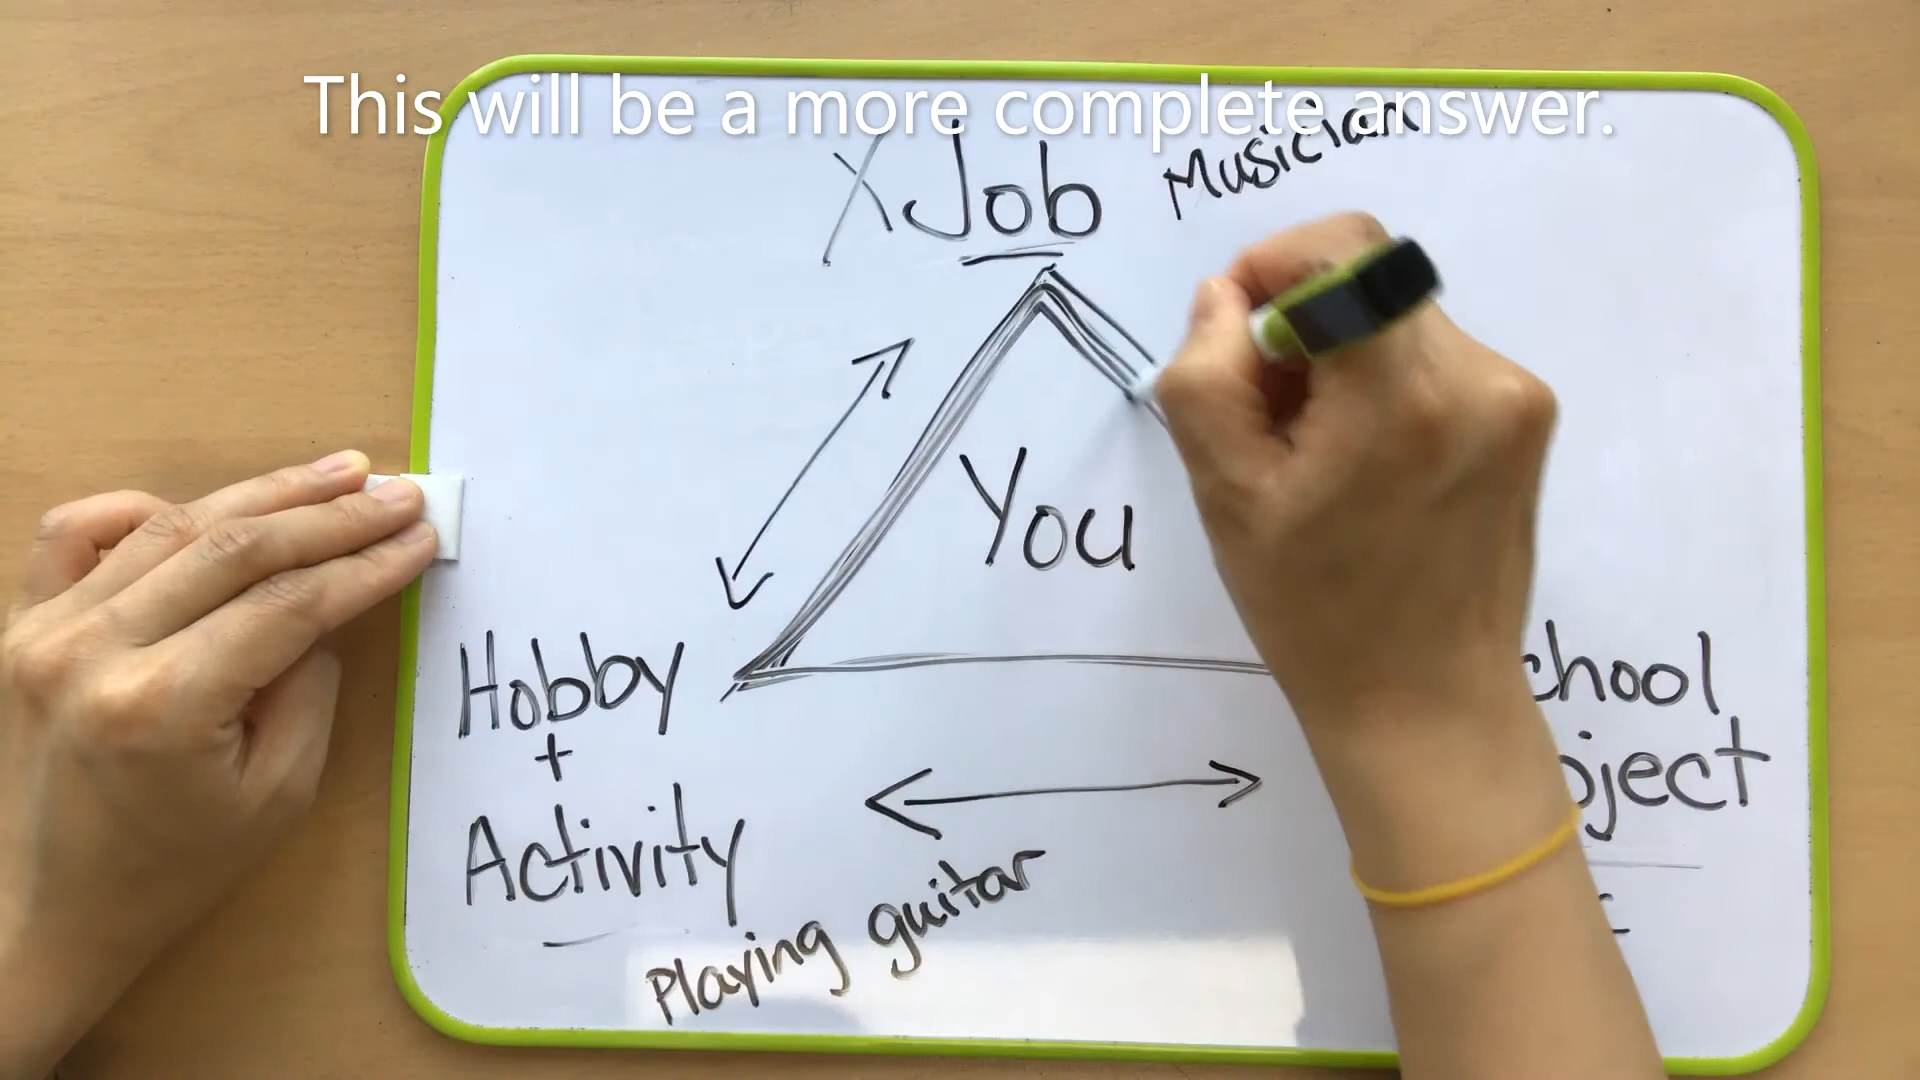 This will be a more complete answer.
X Job
Musician
You
Hobby
+
Activity
chool
oject
Playing guitar